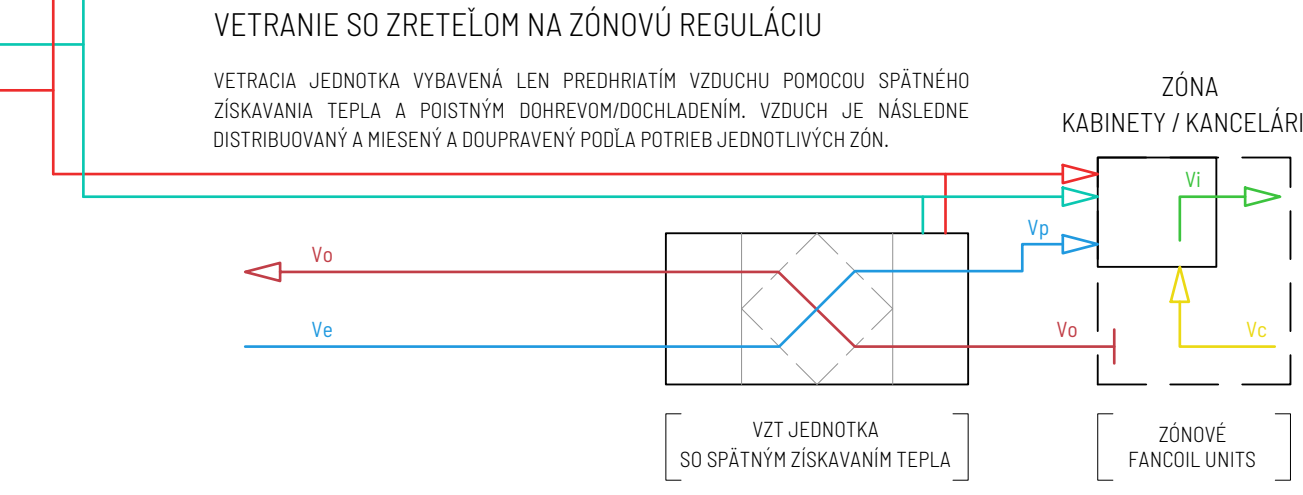 VETRANIE SO ZRETEĽOM NA ZÓNOVÚ REGULÁCIU
VETRACIA JEDNOTKA VYBAVENÁ LEN PREDHRIATÍM VZDUCHU POMOCOU SPÄTNÉHO
ZÍSKAVANIA TEPLA A POISTNÝM DOHREVOM/DOCHLADENÍM. VZDUCH JE NÁSLEDNE
DISTRIBUOVANÝ A MIESENÝ A DOUPRAVENÝ PODĽA POTRIEB JEDNOTLIVÝCH ZÓN.
ZÓNA
KABINETY / KANCELÁRI
Vi
Vp
Vo
Ve
Vo
Vc
VZT JEDNOTKA
SO SPÄTNÝM ZÍSKAVANÍM TEPLA
ZÓNOVÉ
FANCOIL UNITS